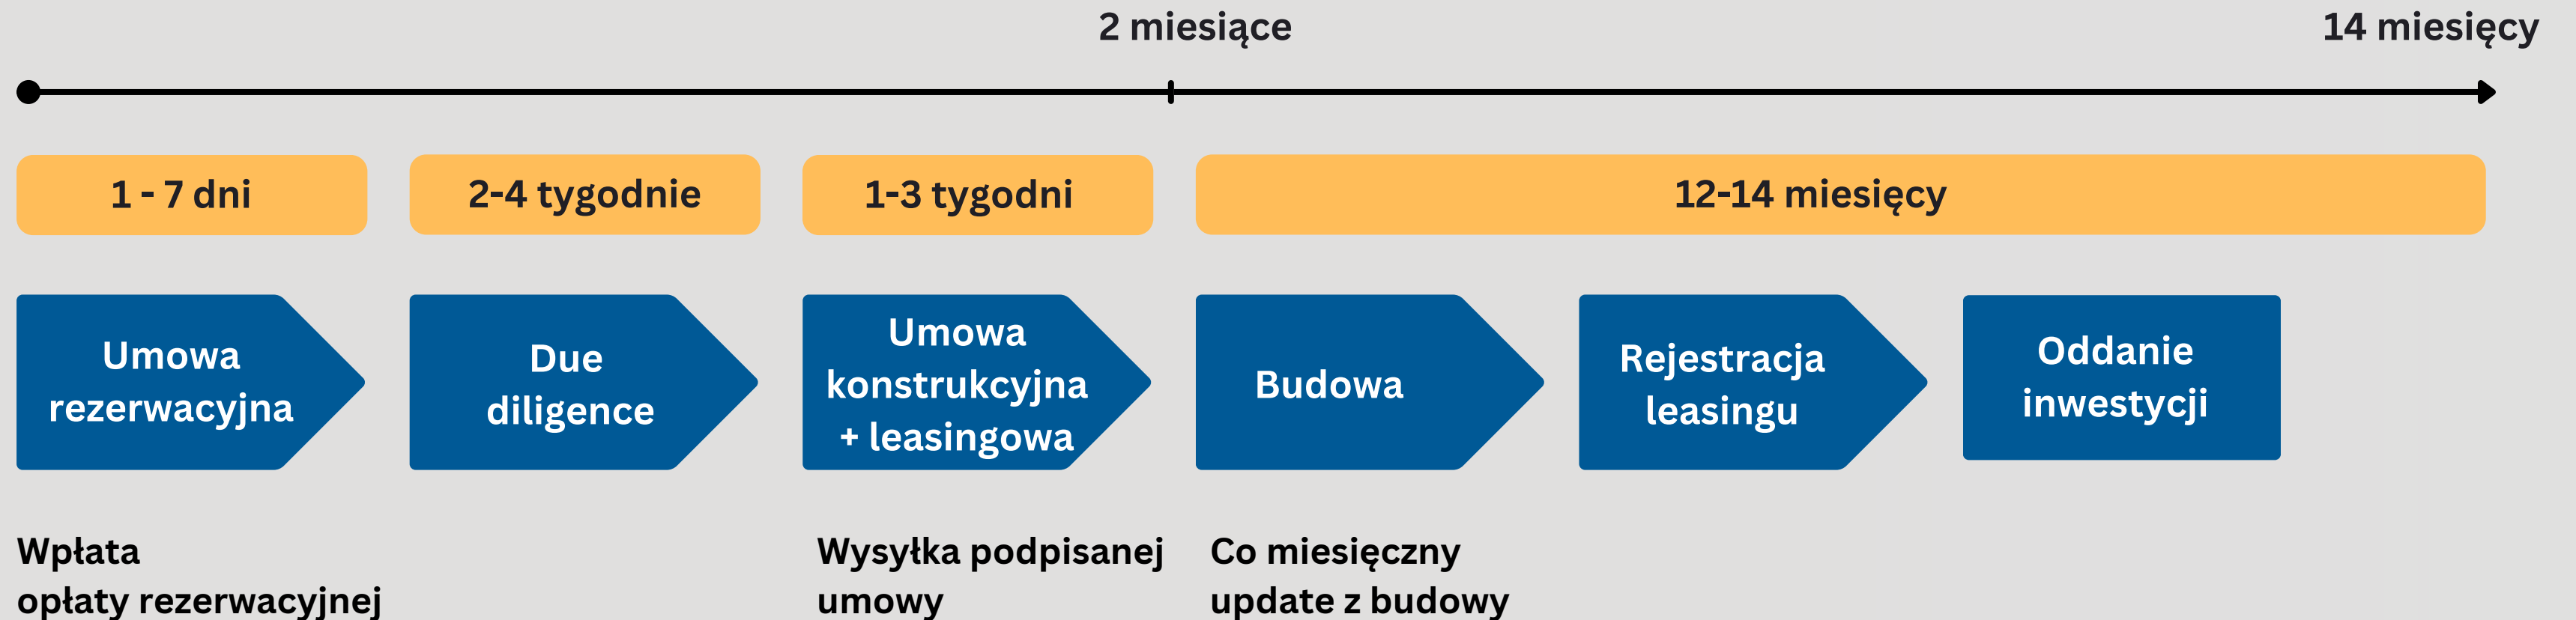 2 miesiące
14 miesięcy
1 - 7 dni
2-4 tygodnie
1-3 tygodni
12-14 miesięcy
Umowa
rezerwacyjna
Due
diligence
Umowa
konstrukcyjna
+ leasingowa
Budowa
Rejestracja
leasingu
Oddanie
inwestycji
Wpłata
opłaty rezerwacyjnej
Wysyłka podpisanej
umowy
Co miesięczny
update z budowy